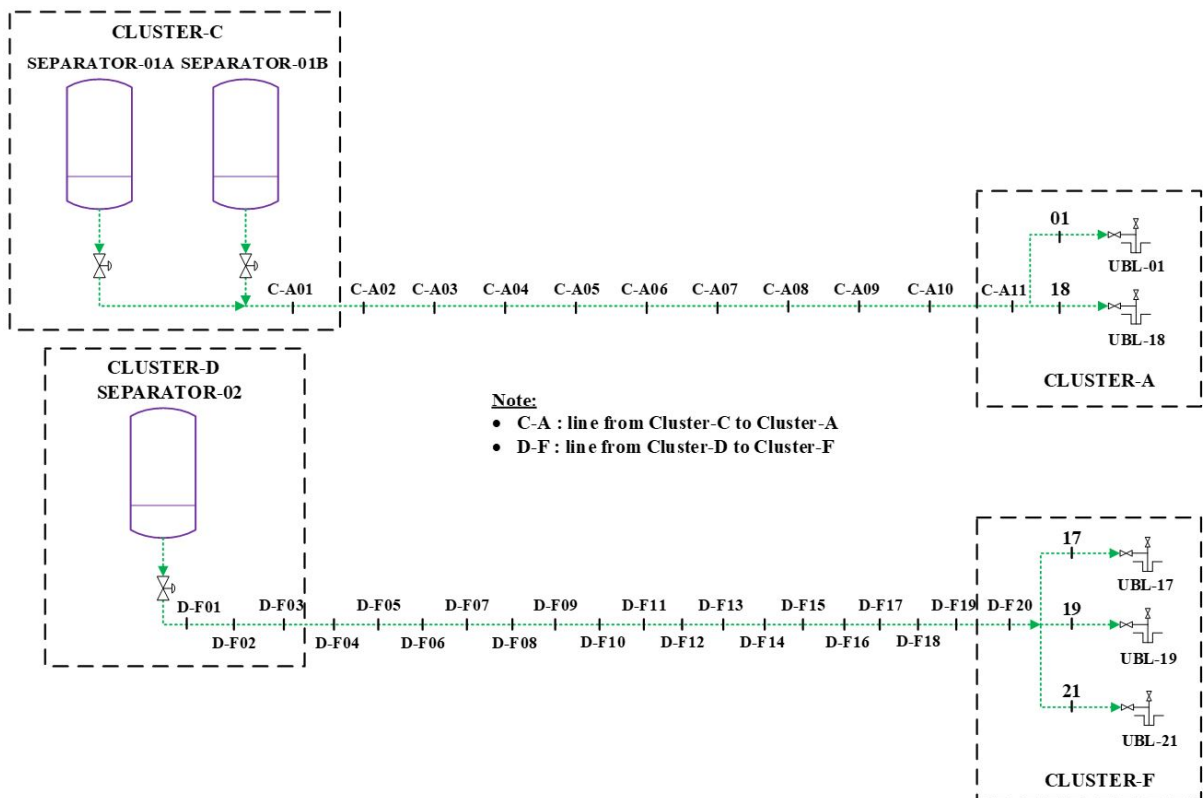 CLUSTER-C
SEPARATOR-01A SEPARATOR-01B
C-A01 C-A02 C-A03 C-A04 C-A05 C-A06 C-A07 C-A08 C-A09 C-A10 C-A11
01
UBL-01
18
UBL-18
CLUSTER-A
CLUSTER-D
SEPARATOR-02
Note:
• C-A : line from Cluster-C to Cluster-A
• D-F : line from Cluster-D to Cluster-F
D-F01 D-F03 D-F05 D-F07 D-F09 D-F11 D-F13 D-F15 D-F17 D-F19 D-F20
D-F02 D-F04 D-F06 D-F08 D-F10 D-F12 D-F14 D-F16 D-F18
17
UBL-17
19
UBL-19
21
UBL-21
CLUSTER-F